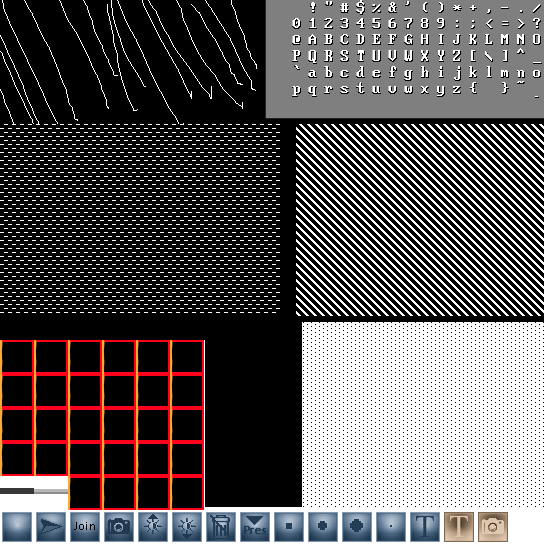 ! " # $ % & ' ( ) * + , - . /
0 1 2 3 4 5 6 7 8 9 : ; < = > ?
@ A B C D E F G H I J K L M N O
P Q R S T U V W X Y Z [ \ ] ^ _
` a b c d e f g h i j k l m n o
p q r s t u v w x y z { } ~
Join
Pres
T
T